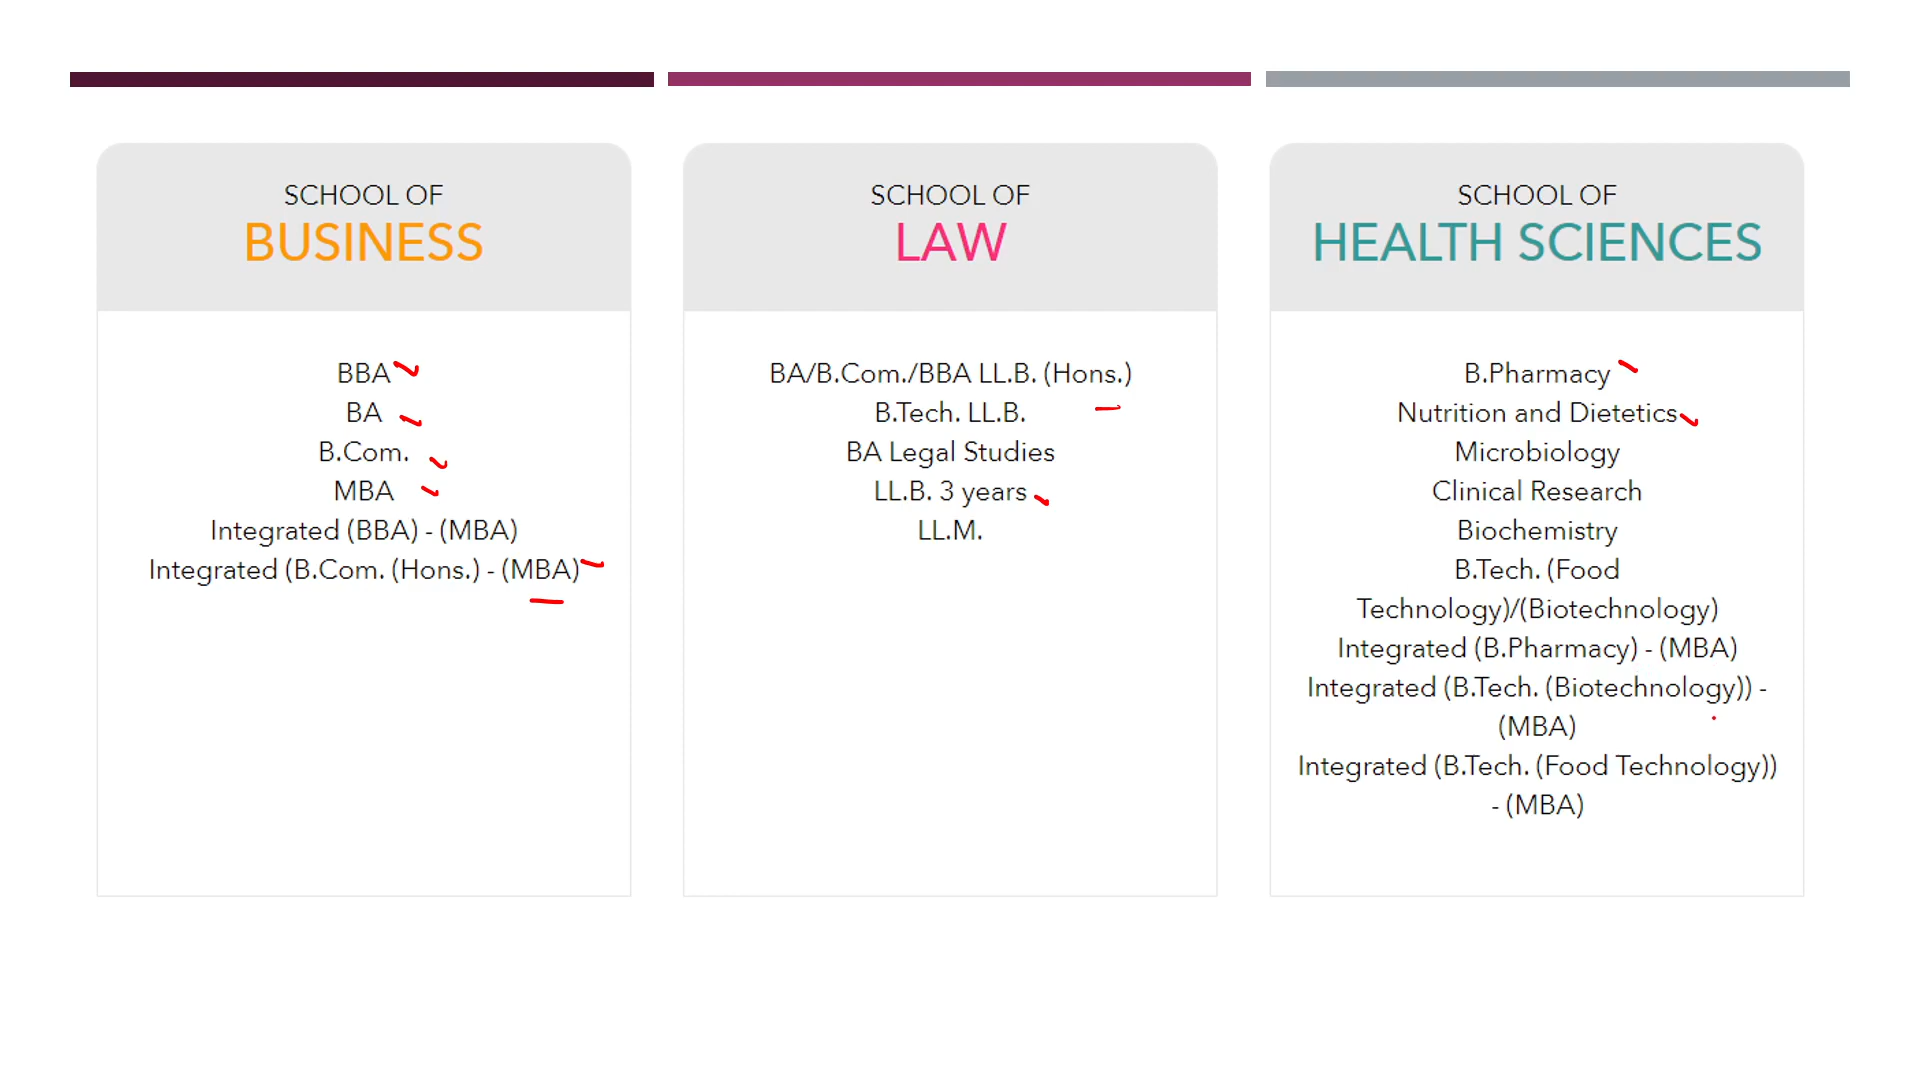 SCHOOL OF
BUSINESS
BBA
BA
B.Com.
MBA
Integrated (BBA) - (MBA)
Integrated (B.Com. (Hons.) - (MBA)
SCHOOL OF
LAW
BA/B.Com./BBA LL.B. (Hons.)
B.Tech. LL.B.
BA Legal Studies
LL.B. 3 years
LL.M.
SCHOOL OF
HEALTH SCIENCES
B.Pharmacy
Nutrition and Dietetics
Microbiology
Clinical Research
Biochemistry
B.Tech. (Food
Technology)/(Biotechnology)
Integrated (B.Pharmacy) - (MBA)
Integrated (B.Tech. (Biotechnology)) -
(MBA)
Integrated (B.Tech. (Food Technology))
- (MBA)